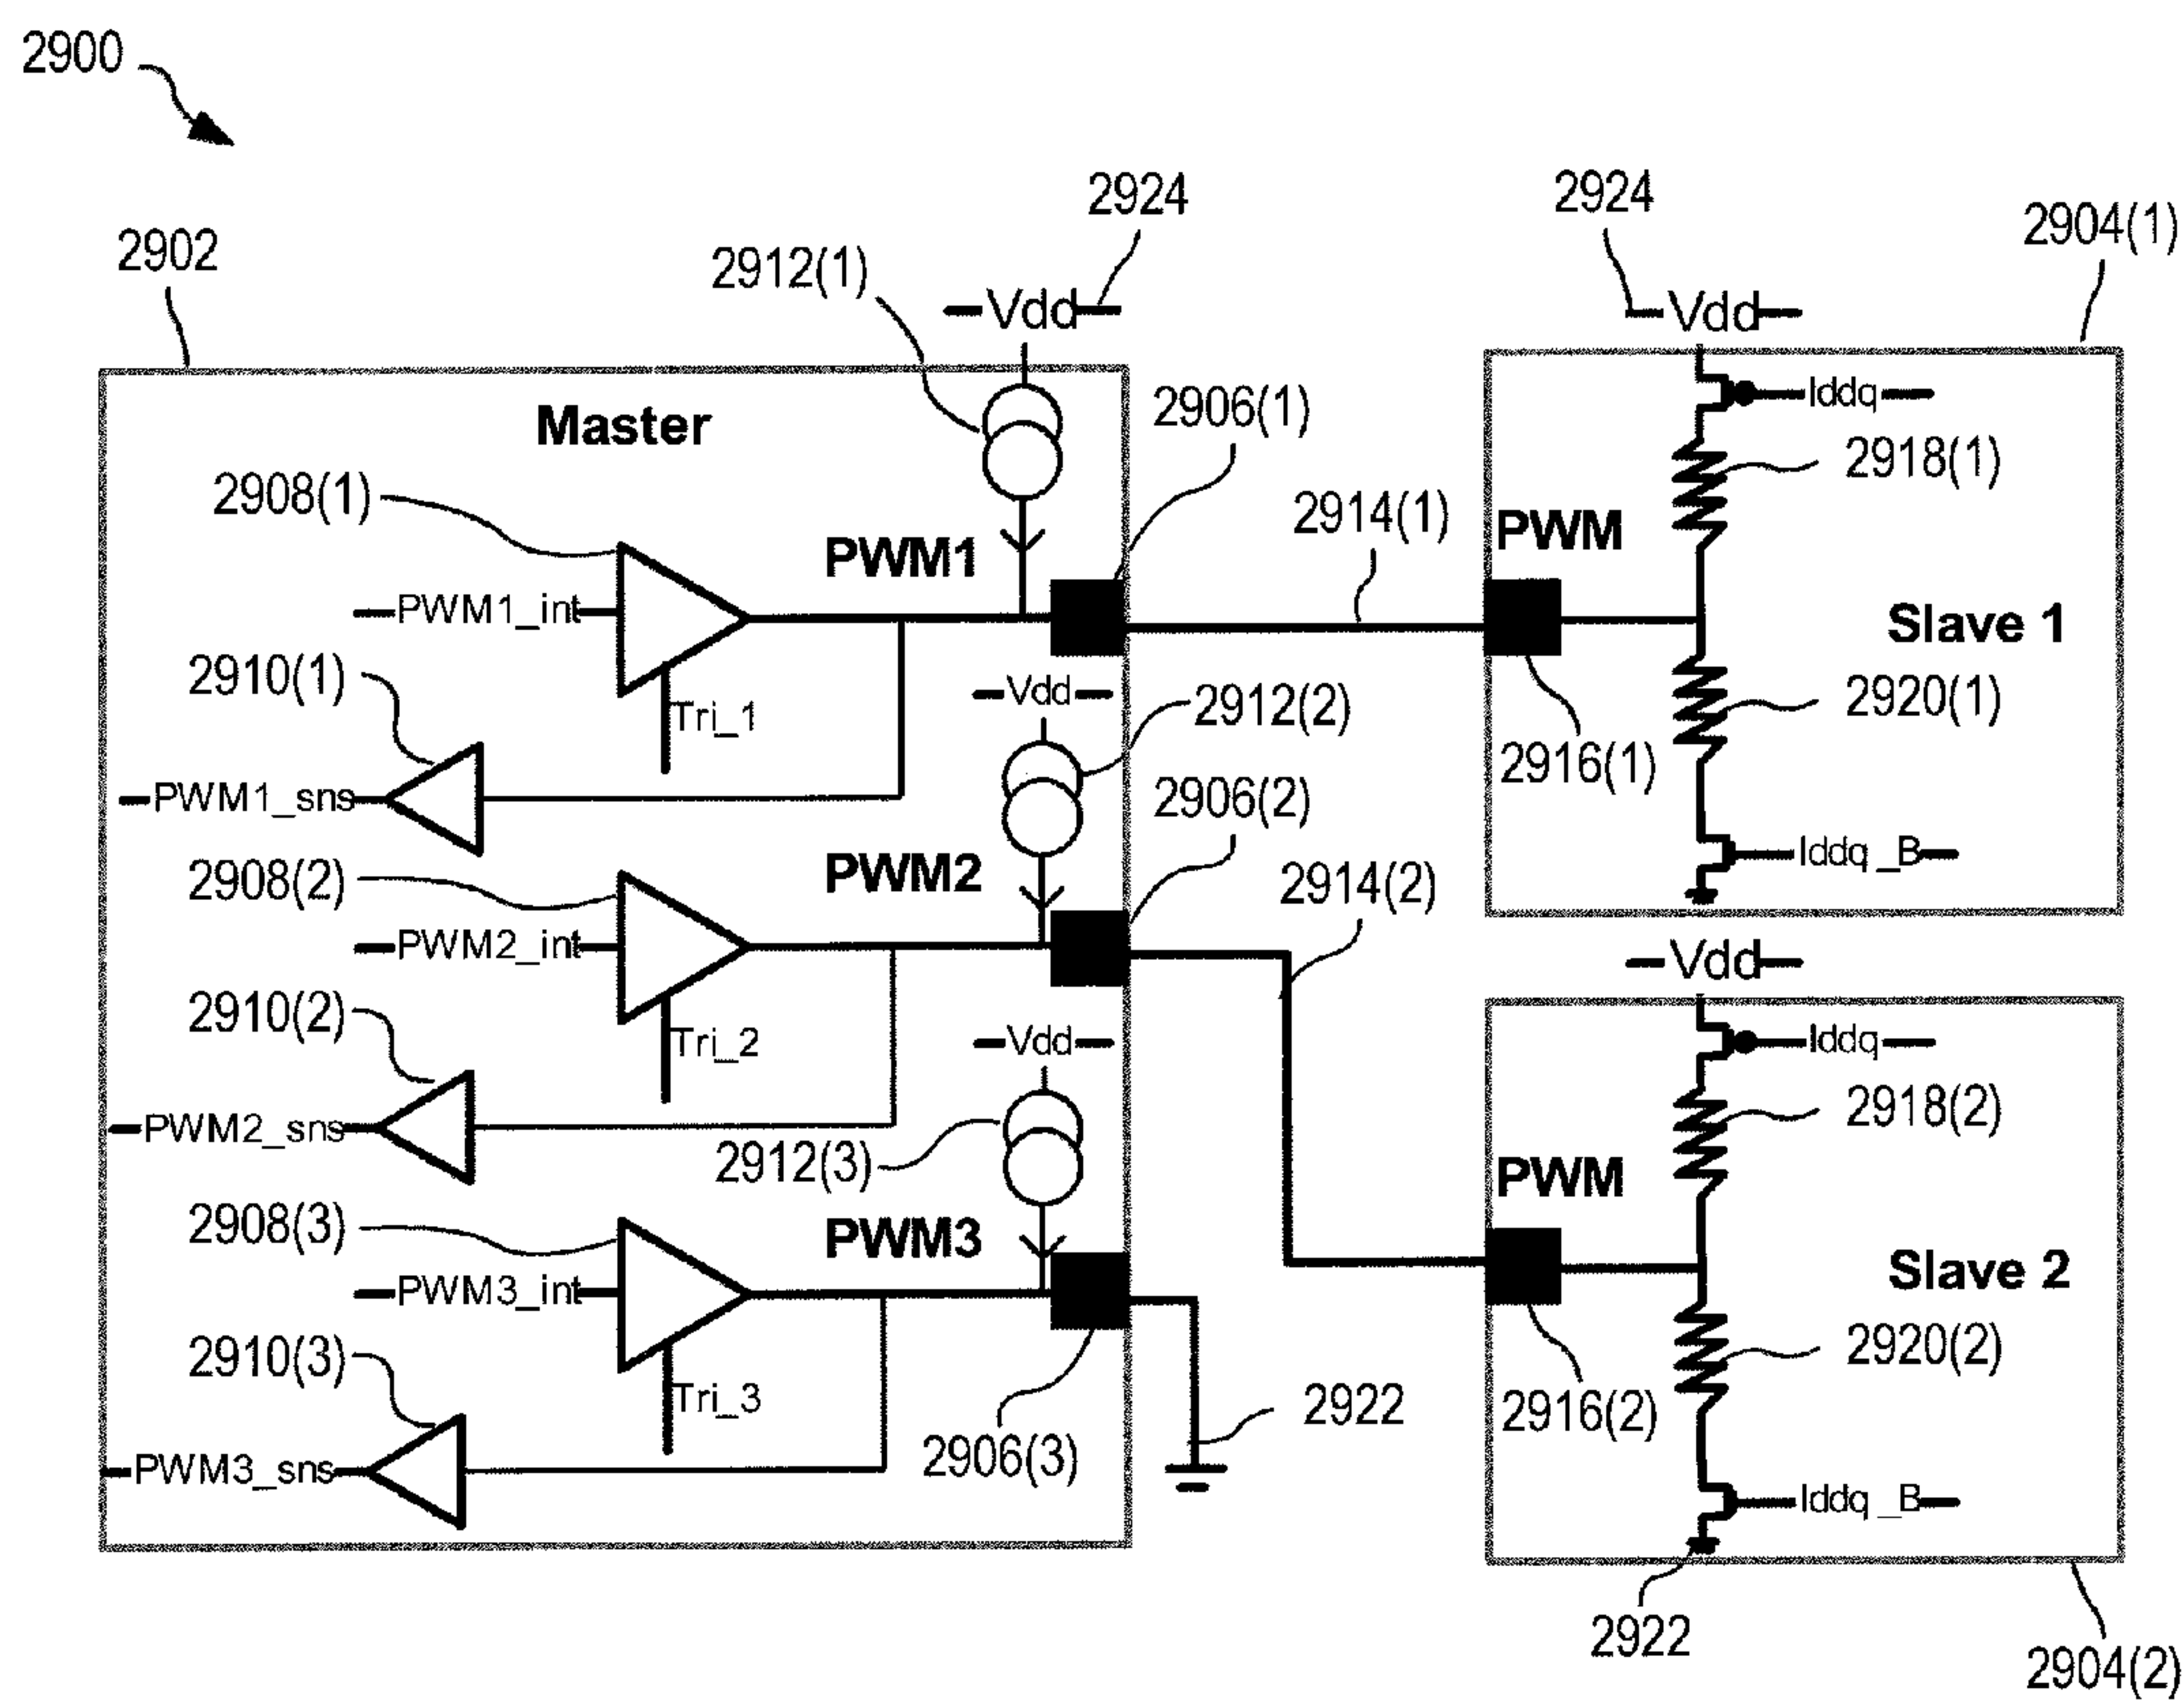 2900
2924
2924
2904(1)
2902
2912(1)
Vdd
Vdd
Iddq
Master
2906(1)
2918(1)
2908(1)
2914(1)
PWM
PWM1
PWM1_int
Slave 1
2910(1)
Vdd
2912(2)
2920(1)
Tri_1
2916(1)
PWM1_sns
2906(2)
Iddq_B
2908(2)
PWM2
2914(2)
PWM2_int
Vdd
2910(2)
Tri_2
Vdd
Iddq
2918(2)
PWM2_sns
2912(3)
PWM
2908(3)
PWM3
Slave 2
PWM3_int
2910(3)
2920(2)
Tri_3
2922
2916(2)
2906(3)
PWM3_sns
Iddq_B
2922
2904(2)